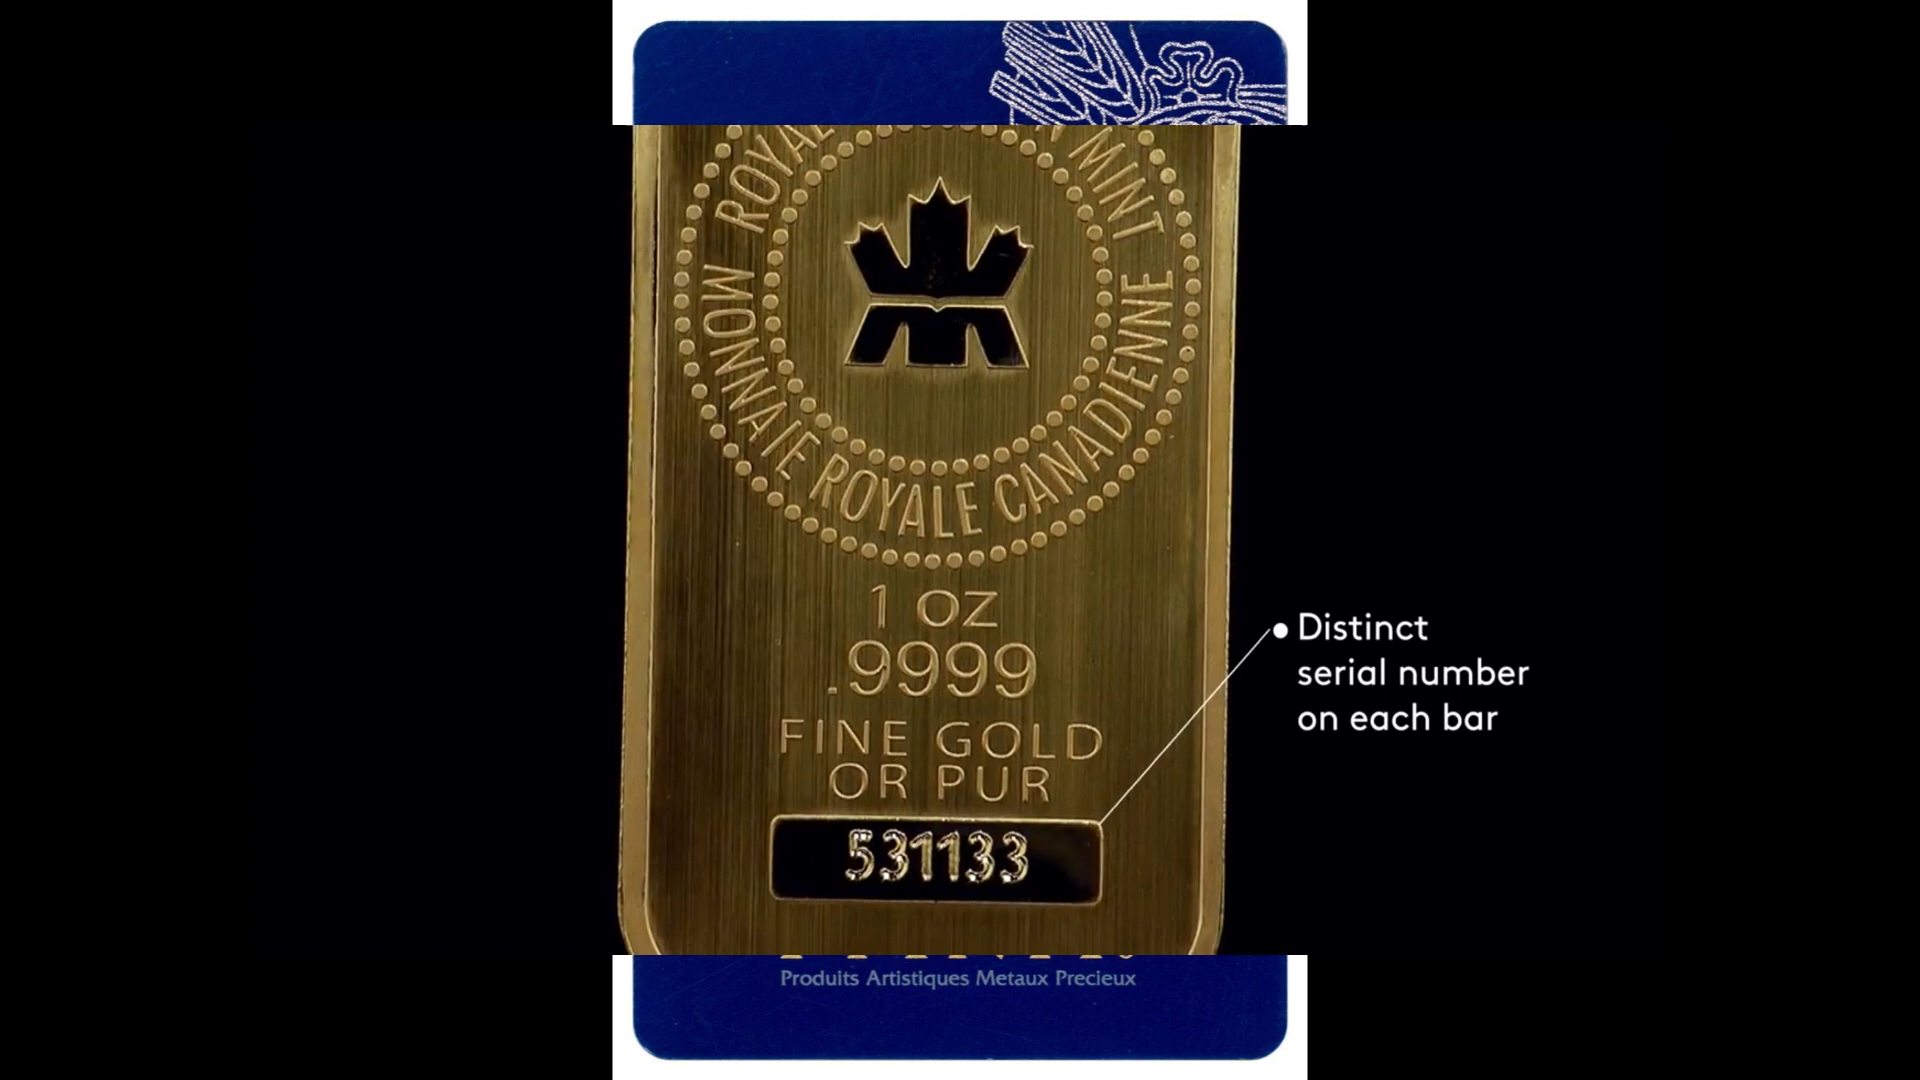 ROYAL
MINT
MONNAIE ROYALE CANADIENNE
1 OZ
.9999
FINE GOLD
OR PUR
531133
Distinct
serial number
on each bar
Produits Artistiques Metaux Precieux